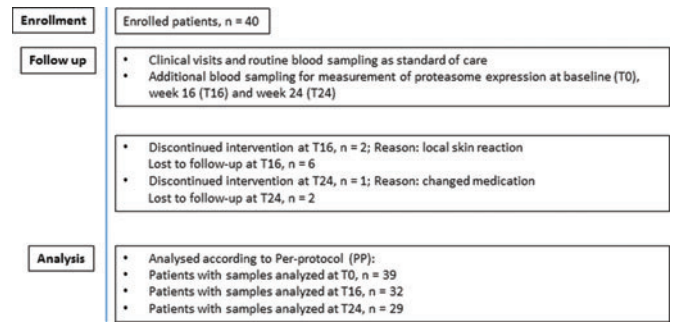 Enrollment
Enrolled patients, n = 40
Follow up
• Clinical visits and routine blood sampling as standard of care
• Additional blood sampling for measurement of proteasome expression at baseline (T0),
week 16 (T16) and week 24 (T24)
• Discontinued intervention at T16, n = 2; Reason: local skin reaction
Lost to follow-up at T16, n = 6
• Discontinued intervention at T24, n = 1; Reason: changed medication
Lost to follow-up at T24, n = 2
Analysis
• Analysed according to Per-protocol (PP):
• Patients with samples analyzed at T0, n = 39
• Patients with samples analyzed at T16, n = 32
• Patients with samples analyzed at T24, n = 29